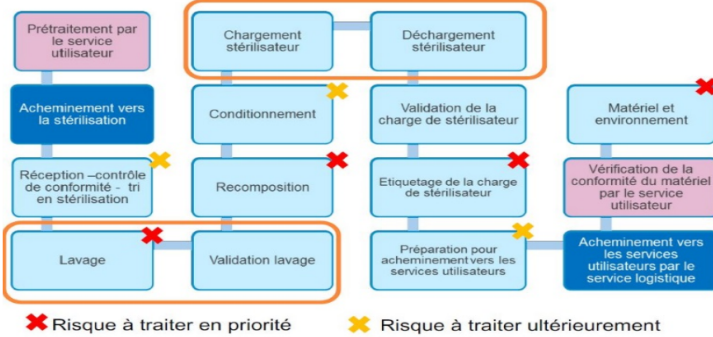 Prétraitement par
le service
utilisateur
Acheminement vers
la stérilisation
Réception –contrôle
de conformité - tri
en stérilisation
Lavage
Validation lavage
Recomposition
Conditionnement
Chargement
stérilisateur
Déchargement
stérilisateur
Validation de la
charge de stérilisateur
Etiquetage de la charge
de stérilisateur
Préparation pour
acheminement vers les
services utilisateurs
Acheminement vers
les services
utilisateurs par le
service logistique
Vérification de la
conformité du matériel
par le service
utilisateur
Matériel et
environnement
Risque à traiter en priorité
Risque à traiter ultérieurement